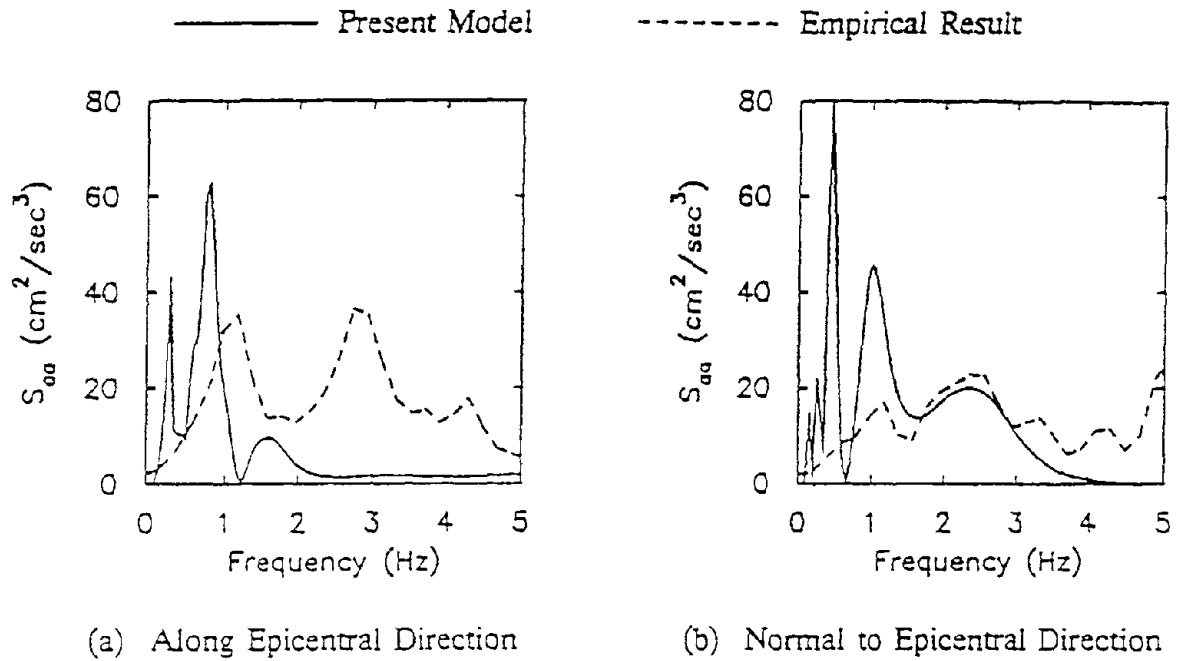 Present Model
Empirical Result
80
60
40
20
0
S_aa (cm²/sec³)
0 1 2 3 4 5
Frequency (Hz)
(a) Along Epicentral Direction
80
60
40
20
0
S_aa (cm²/sec³)
0 1 2 3 4 5
Frequency (Hz)
(b) Normal to Epicentral Direction